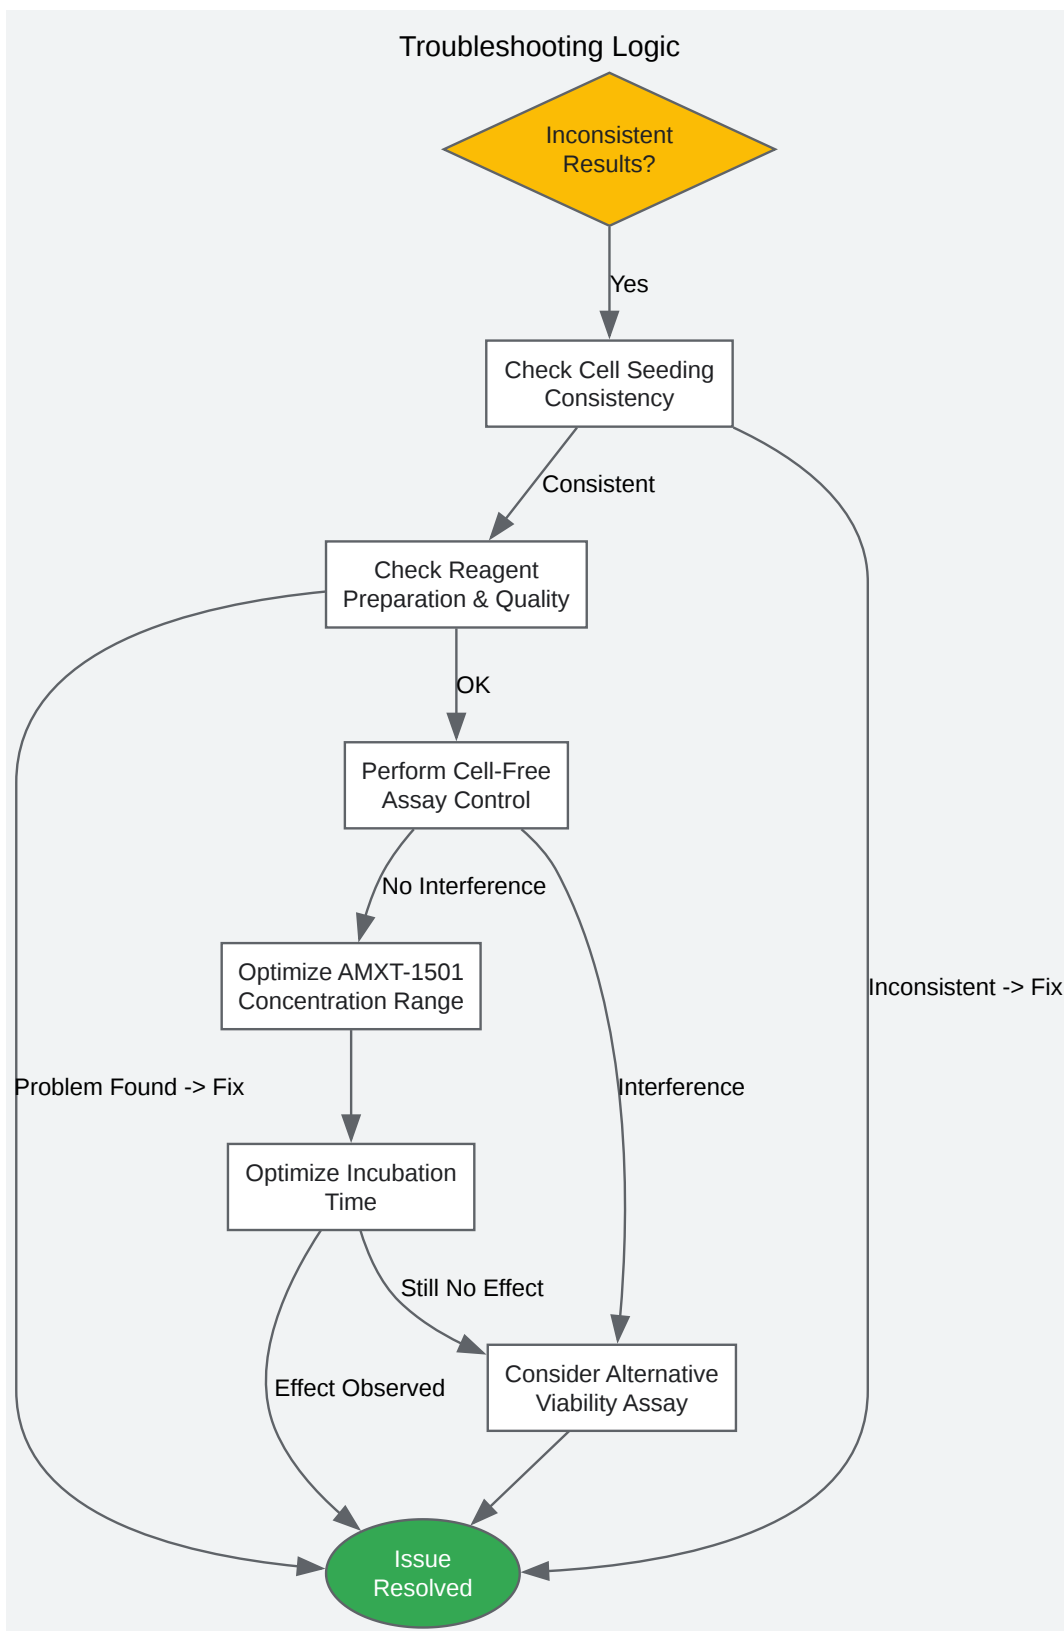 Troubleshooting Logic
Inconsistent
Results?
Yes
Check Cell Seeding
Consistency
Consistent
Check Reagent
Preparation & Quality
OK
Perform Cell-Free
Assay Control
No Interference
Optimize AMXT-1501
Concentration Range
Inconsistent -> Fix
Problem Found -> Fix
Interference
Optimize Incubation
Time
Still No Effect
Consider Alternative
Viability Assay
Effect Observed
Issue
Resolved